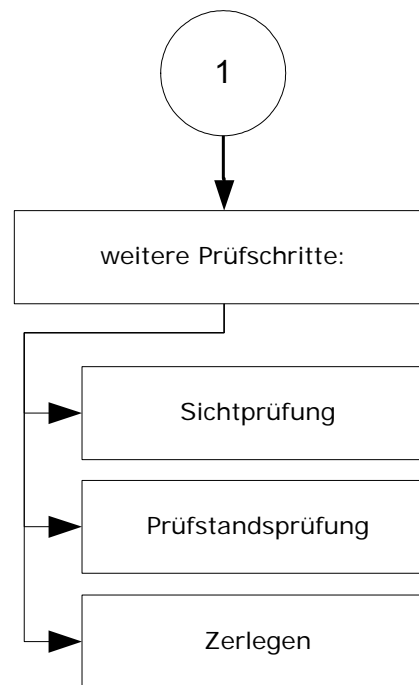 1
weitere Prüfschritte:
Sichtprüfung
Prüfstandsprüfung
Zerlegen